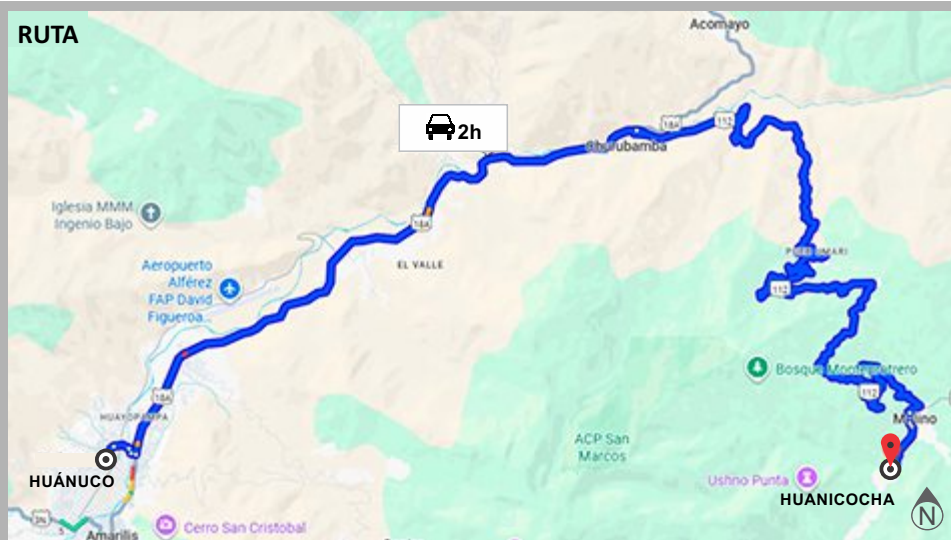 RUTA
Acomayo
2h
18A
112
Churubamba
Iglesia MMM
Ingenio Bajo
18A
EL VALLE
Aeropuerto
Alférez
FAP David
Figueroa...
112
Bosque Montepotrero
18A
112
HUAYOPAMPA
Molino
ACP San
Marcos
HUÁNUCO
Ushno Punta
HUANICOCHA
3N
Cerro San Cristobal
Amarilis
N